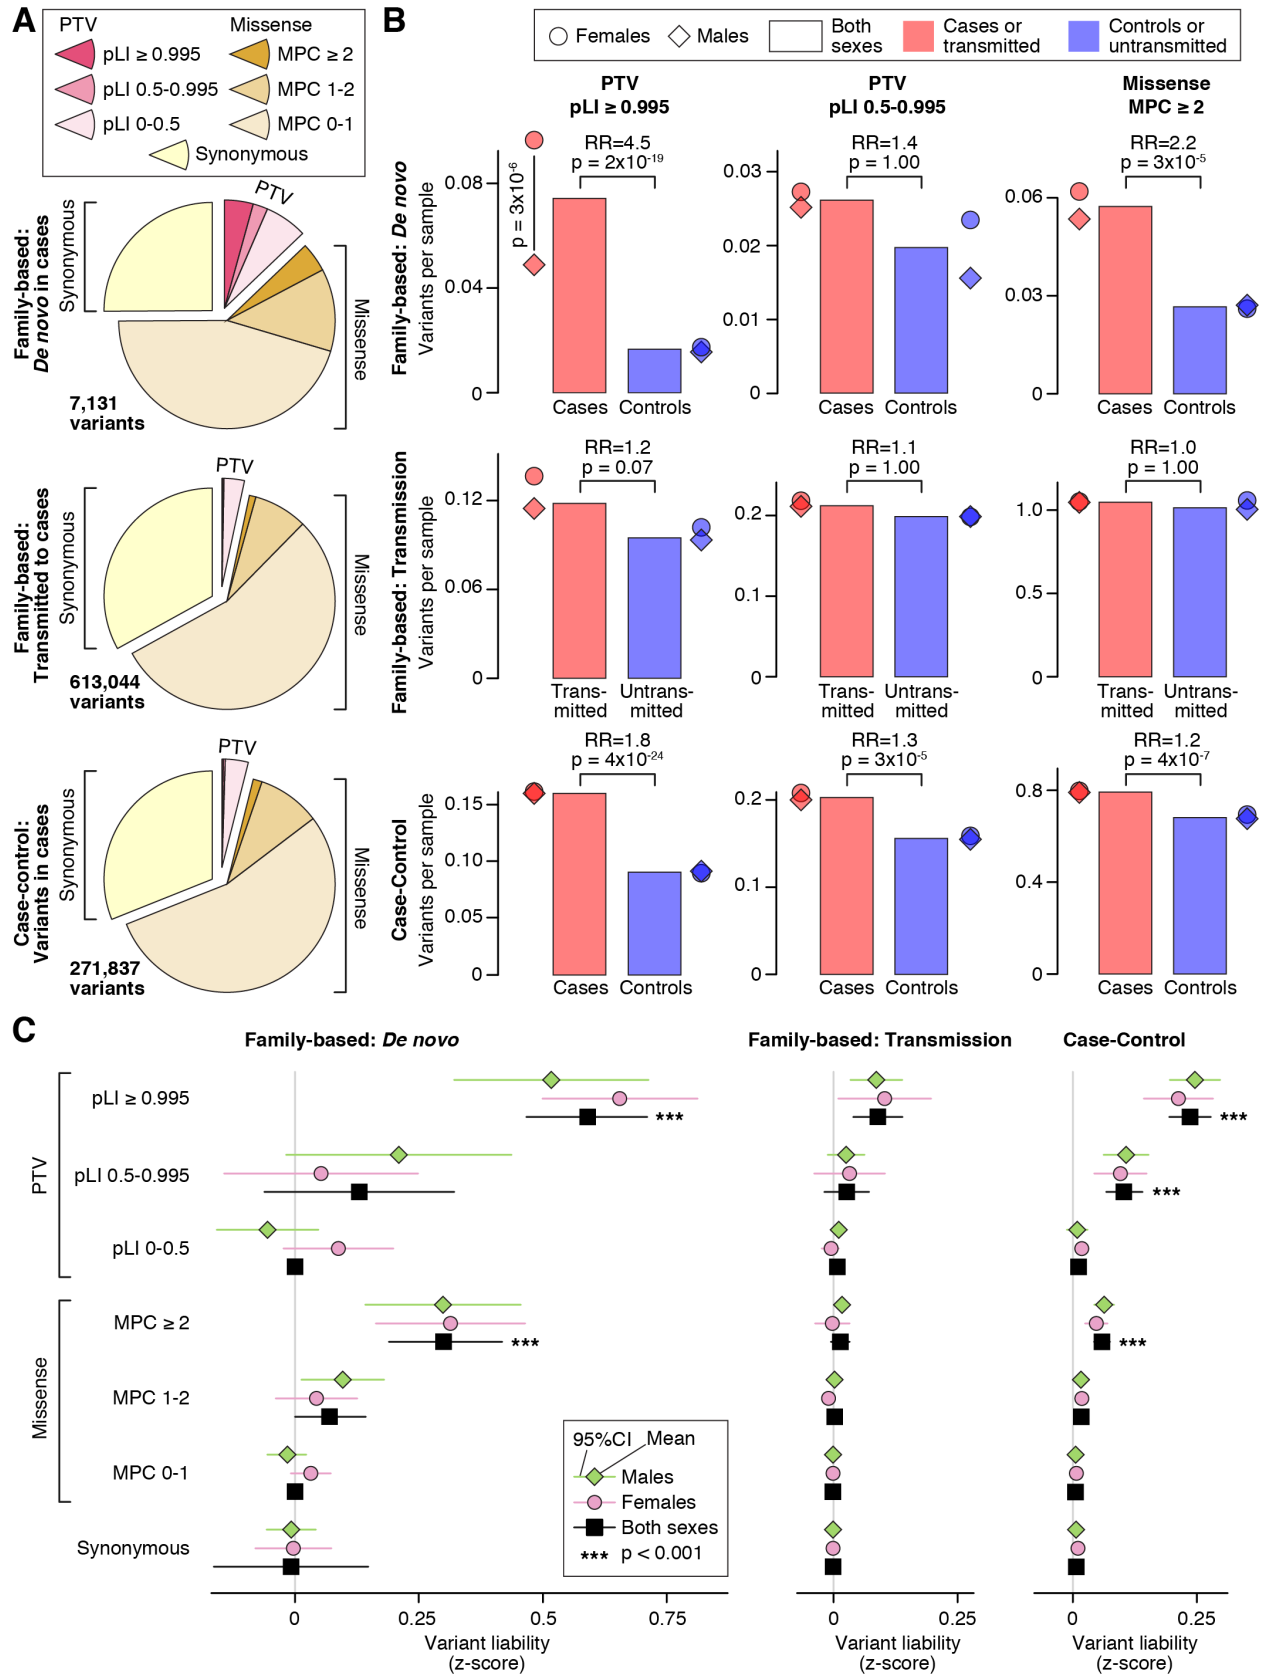 A
PTV
Missense
pLI ≥ 0.995
MPC ≥ 2
pLI 0.5-0.995
MPC 1-2
pLI 0-0.5
MPC 0-1
Synonymous
Family-based:
De novo in cases
Synonymous
PTV
Missense
7,131
variants
Family-based:
Transmitted to cases
Synonymous
PTV
Missense
613,044
variants
Case-control:
Variants in cases
Synonymous
PTV
Missense
271,837
variants
B
Females
Males
Both
sexes
Cases or
transmitted
Controls or
untransmitted
PTV
pLI ≥ 0.995
PTV
pLI 0.5-0.995
Missense
MPC ≥ 2
Family-based: De novo
Variants per sample
0.08
0.04
0
p = 3x10-6
RR=4.5
p = 2x10-19
Cases Controls
0.03
0.02
0.01
0
RR=1.4
p = 1.00
Cases Controls
0.06
0.03
0
RR=2.2
p = 3x10-5
Cases Controls
Family-based: Transmission
Variants per sample
0.12
0.06
0
RR=1.2
p = 0.07
Trans-
mitted
Untrans-
mitted
0.2
0.1
0
RR=1.1
p = 1.00
Trans-
mitted
Untrans-
mitted
1.0
0.5
0
RR=1.0
p = 1.00
Trans-
mitted
Untrans-
mitted
Case-Control
Variants per sample
0.15
0.10
0.05
0
RR=1.8
p = 4x10-24
Cases Controls
0.2
0.1
0
RR=1.3
p = 3x10-5
Cases Controls
0.8
0.4
0
RR=1.2
p = 4x10-7
Cases Controls
C
Family-based: De novo
Family-based: Transmission
Case-Control
PTV
pLI ≥ 0.995
***
***
pLI 0.5-0.995
***
pLI 0-0.5
Missense
MPC ≥ 2
***
***
MPC 1-2
MPC 0-1
Synonymous
95%CI Mean
Males
Females
Both sexes
*** p < 0.001
0
0.25
0.5
0.75
Variant liability
(z-score)
0
0.25
Variant liability
(z-score)
0
0.25
Variant liability
(z-score)